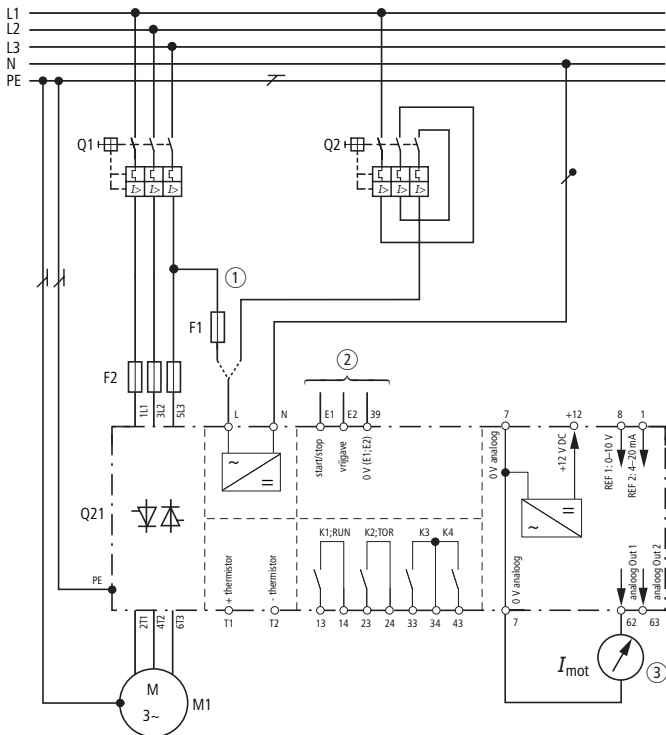 L1
L2
L3
N
PE
Q1
I> I> I>
Q2
I> I> I>
1
F1
F2
2
1L1 3L2 5L3
L N
E1 E2 39
7 +12 8 1
start/stop
vrijgave
0 V (E1;E2)
0 V analoog
+12 V DC
REF 1: 0–10 V
REF 2: 4–20 mA
~
=
=
~
Q21
K1;RUN K2;TOR K3 K4
PE
+ thermistor
- thermistor
0 V analoog
analoog Out 1
analoog Out 2
2T1 4T2 6T3
T1 T2 13 14 23 24 33 34 43 7 62 63
M
3~
M1
Imot
3